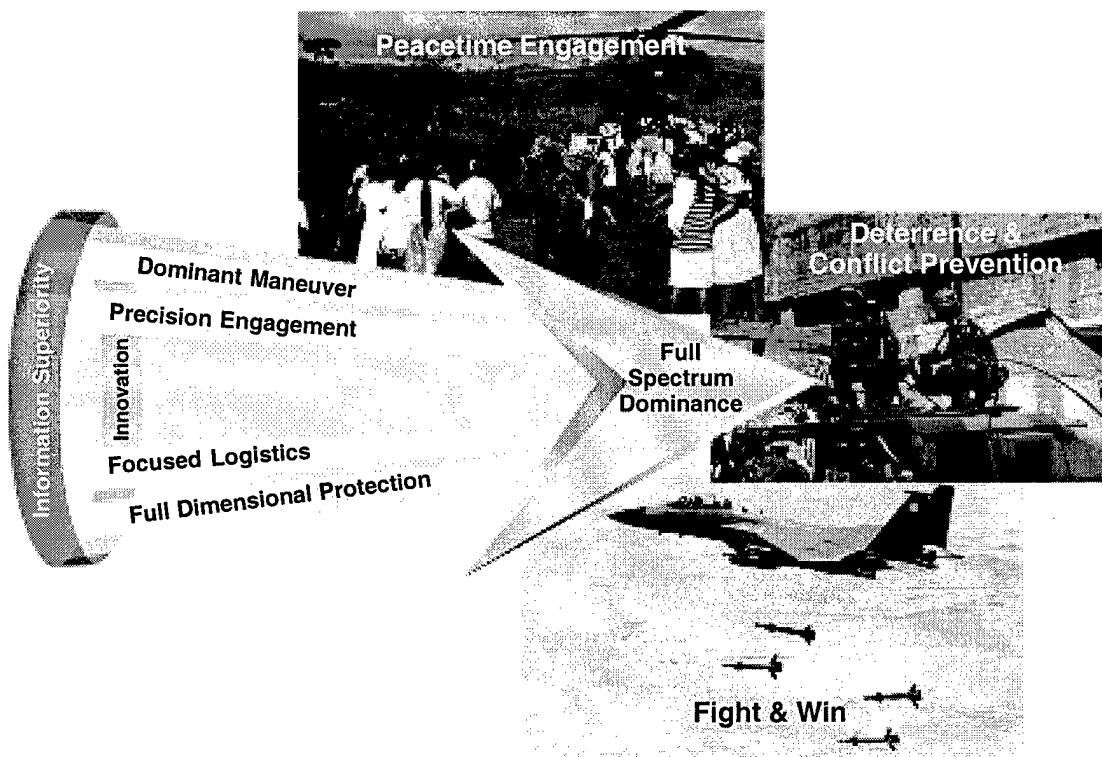 Peacetime Engagement
Deterrence &
Conflict Prevention
Information Superiority
Dominant Maneuver
Precision Engagement
Innovation
Focused Logistics
Full Dimensional Protection
Full
Spectrum
Dominance
Fight & Win